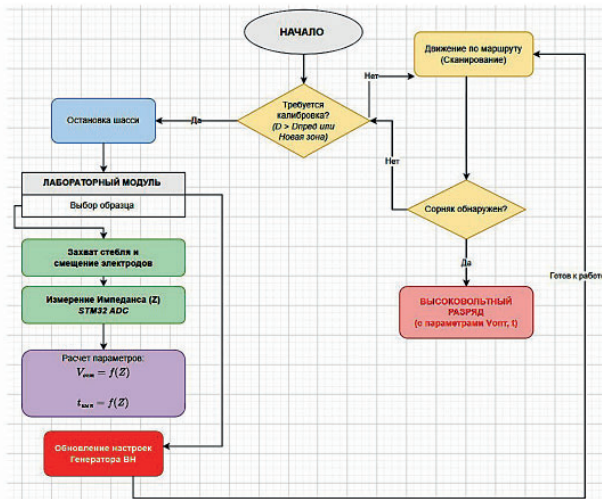 НАЧАЛО
Движение по маршруту
(Сканирование)
Нет
Требуется
калибровка?
(D > Dпред или
Новая зона)
Да
Остановка шасси
Нет
ЛАБОРАТОРНЫЙ МОДУЛЬ
Выбор образца
Сорняк обнаружен?
Захват стебля и
смещение электродов
Да
Готов к работе
Измерение Импеданса (Z)
STM32 ADC
ВЫСОКОВОЛЬТНЫЙ
РАЗРЯД
(с параметрами Vопт, t)
Расчет параметров:
Vопт = f(Z)
tимп = f(Z)
Обновление настроек
Генератора ВН